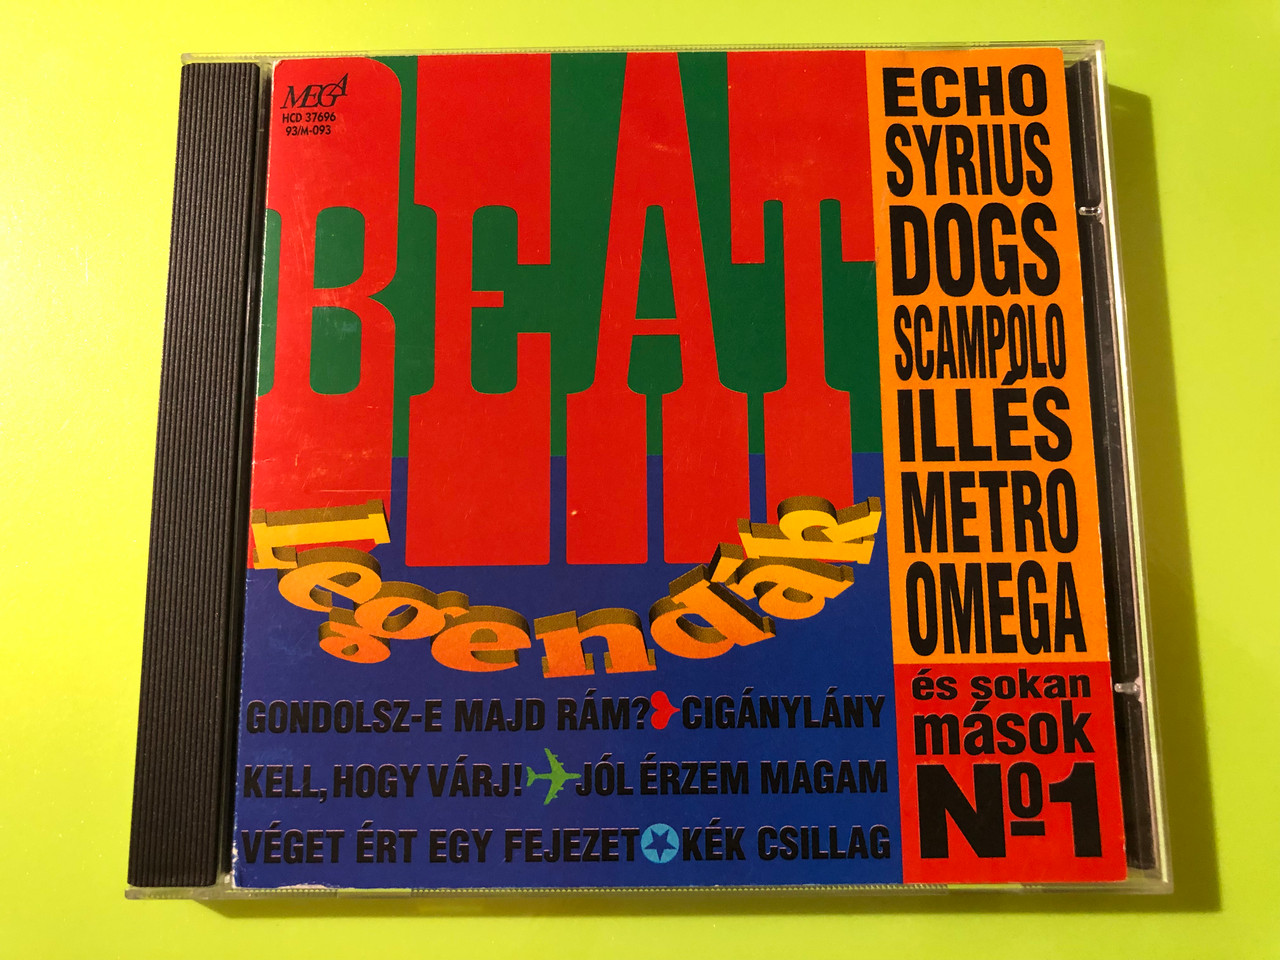 MEGA
HCD 37696
93/M-093
BEAT
Legendák
ECHO
SYRIUS
DOGS
SCAMPOLO
ILLÉS
METRO
OMEGA
és sokan
mások
Nº1
GONDOLSZ-E MAJD RÁM? CIGÁNYLÁNY
KELL, HOGY VÁRJ! JÓL ÉRZEM MAGAM
VÉGET ÉRT EGY FEJEZET KÉK CSILLAG